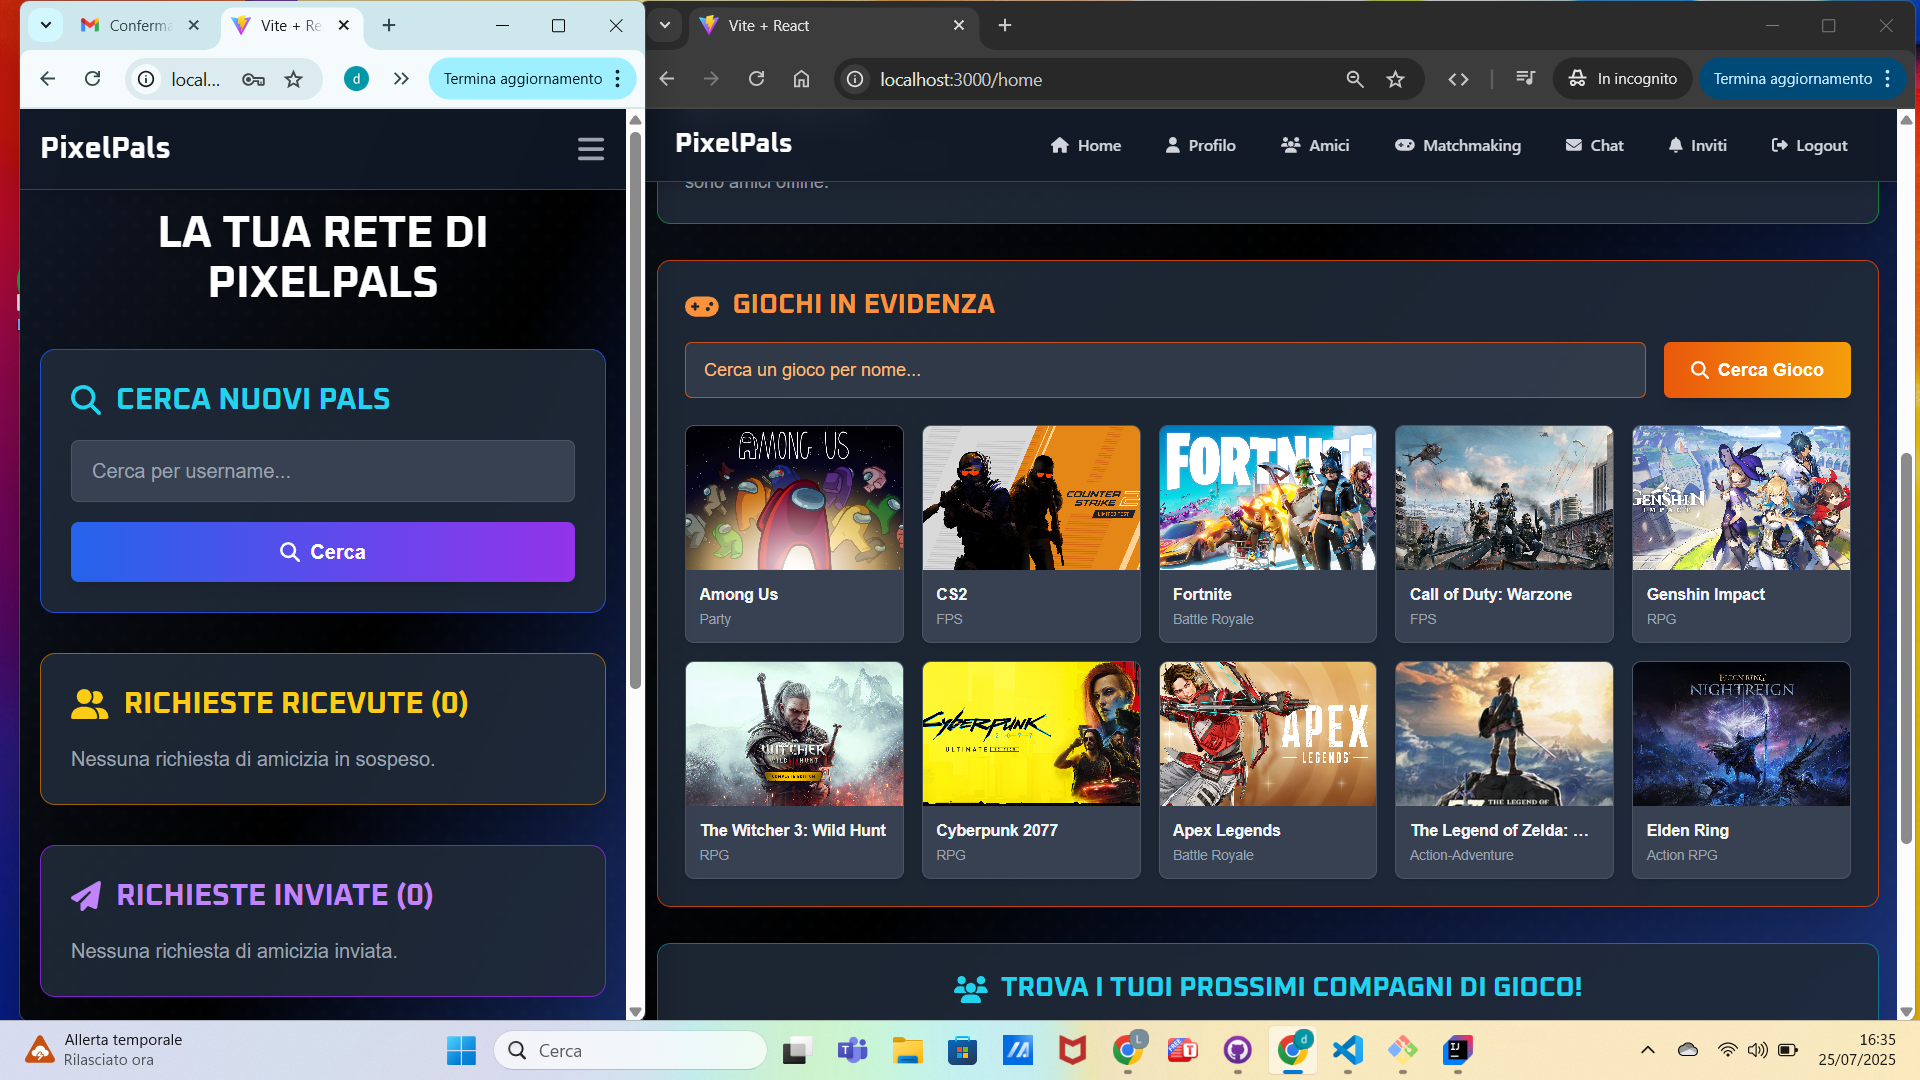 Conferma
Vite + Re
local...
d
Termina aggiornamento
PixelPals
LA TUA RETE DI
PIXELPALS
CERCA NUOVI PALS
Cerca per username...
Cerca
RICHIESTE RICEVUTE (0)
Nessuna richiesta di amicizia in sospeso.
RICHIESTE INVIATE (0)
Nessuna richiesta di amicizia inviata.
Vite + React
localhost:3000/home
In incognito
Termina aggiornamento
PixelPals
Home
Profilo
Amici
Matchmaking
Chat
Inviti
Logout
sono amici offline.
GIOCHI IN EVIDENZA
Cerca un gioco per nome...
Cerca Gioco
AMONG US
COUNTER
STRIKE 2
LIMITED TEST
FORTNITE
GENSHIN
IMPACT
Among Us
Party
CS2
FPS
Fortnite
Battle Royale
Call of Duty: Warzone
FPS
Genshin Impact
RPG
WITCHER
WILD HUNT
COMPLETE EDITION
Cyberpunk
2077
ULTIMATE EDITION
APEX
LEGENDS
THE LEGEND OF
ELDEN RING
NIGHTREIGN
The Witcher 3: Wild Hunt
RPG
Cyberpunk 2077
RPG
Apex Legends
Battle Royale
The Legend of Zelda: ...
Action-Adventure
Elden Ring
Action RPG
TROVA I TUOI PROSSIMI COMPAGNI DI GIOCO!
Allerta temporale
Rilasciato ora
Cerca
L
FREE
T
d
IJ
16:35
25/07/2025